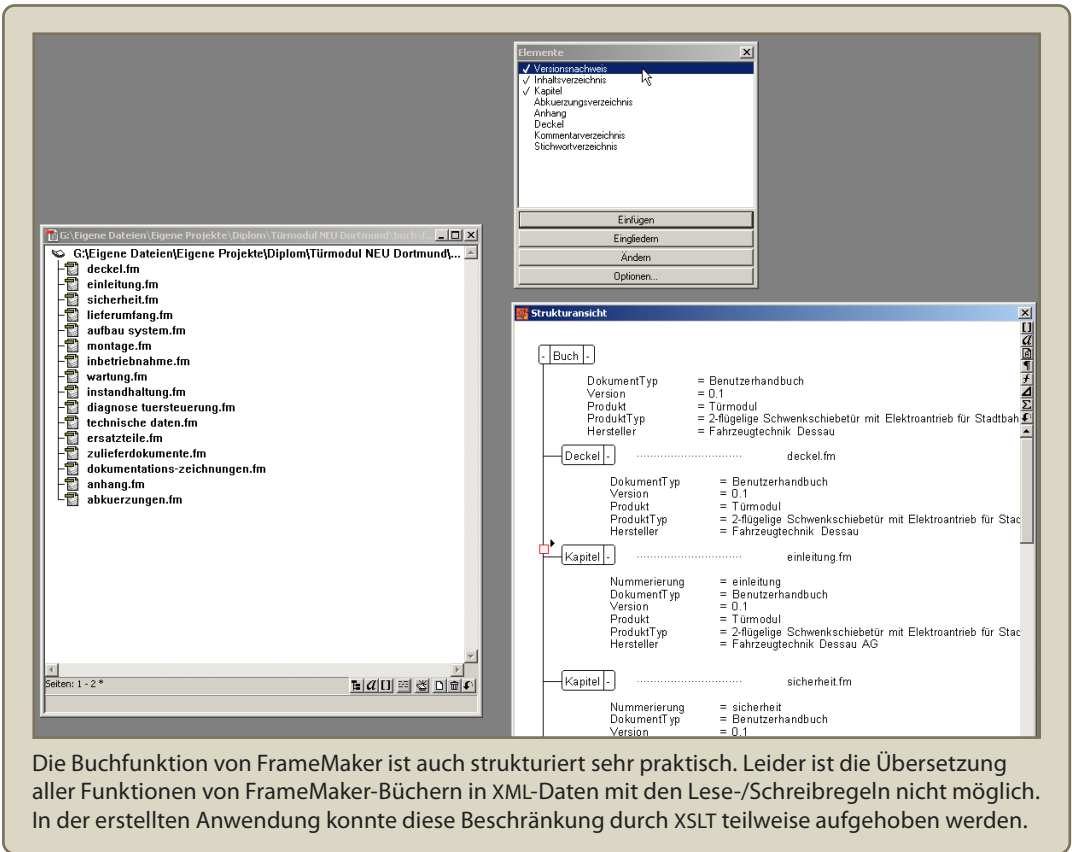 Elemente
Versionsnachweis
Inhaltsverzeichnis
Kapitel
Abkuerzungsverzeichnis
Anhang
Deckel
Kommentarverzeichnis
Stichwortverzeichnis
Einfügen
Eingliedern
Ändern
Optionen...
G:\Eigene Dateien\Eigene Projekte\Diplom\Türmodul NEU Dortmund\buch\f...
G:\Eigene Dateien\Eigene Projekte\Diplom\Türmodul NEU Dortmund\...
deckel.fm
einleitung.fm
sicherheit.fm
lieferumfang.fm
aufbau system.fm
montage.fm
inbetriebnahme.fm
wartung.fm
instandhaltung.fm
diagnose tuersteuerung.fm
technische daten.fm
ersatzteile.fm
zulieferdokumente.fm
dokumentations-zeichnungen.fm
anhang.fm
abkuerzungen.fm
Seiten: 1 - 2 *
Strukturansicht
Buch
DokumentTyp = Benutzerhandbuch
Version = 0.1
Produkt = Türmodul
ProduktTyp = 2-flügelige Schwenkschiebetür mit Elektroantrieb für Stadtbah
Hersteller = Fahrzeugtechnik Dessau
Deckel deckel.fm
DokumentTyp = Benutzerhandbuch
Version = 0.1
Produkt = Türmodul
ProduktTyp = 2-flügelige Schwenkschiebetür mit Elektroantrieb für Stac
Hersteller = Fahrzeugtechnik Dessau
Kapitel einleitung.fm
Nummerierung = einleitung
DokumentTyp = Benutzerhandbuch
Version = 0.1
Produkt = Türmodul
ProduktTyp = 2-flügelige Schwenkschiebetür mit Elektroantrieb für Stac
Hersteller = Fahrzeugtechnik Dessau AG
Kapitel sicherheit.fm
Nummerierung = sicherheit
DokumentTyp = Benutzerhandbuch
Version = 0.1
Die Buchfunktion von FrameMaker ist auch strukturiert sehr praktisch. Leider ist die Übersetzung
aller Funktionen von FrameMaker-Büchern in XML-Daten mit den Lese-/Schreibregeln nicht möglich.
In der erstellten Anwendung konnte diese Beschränkung durch XSLT teilweise aufgehoben werden.